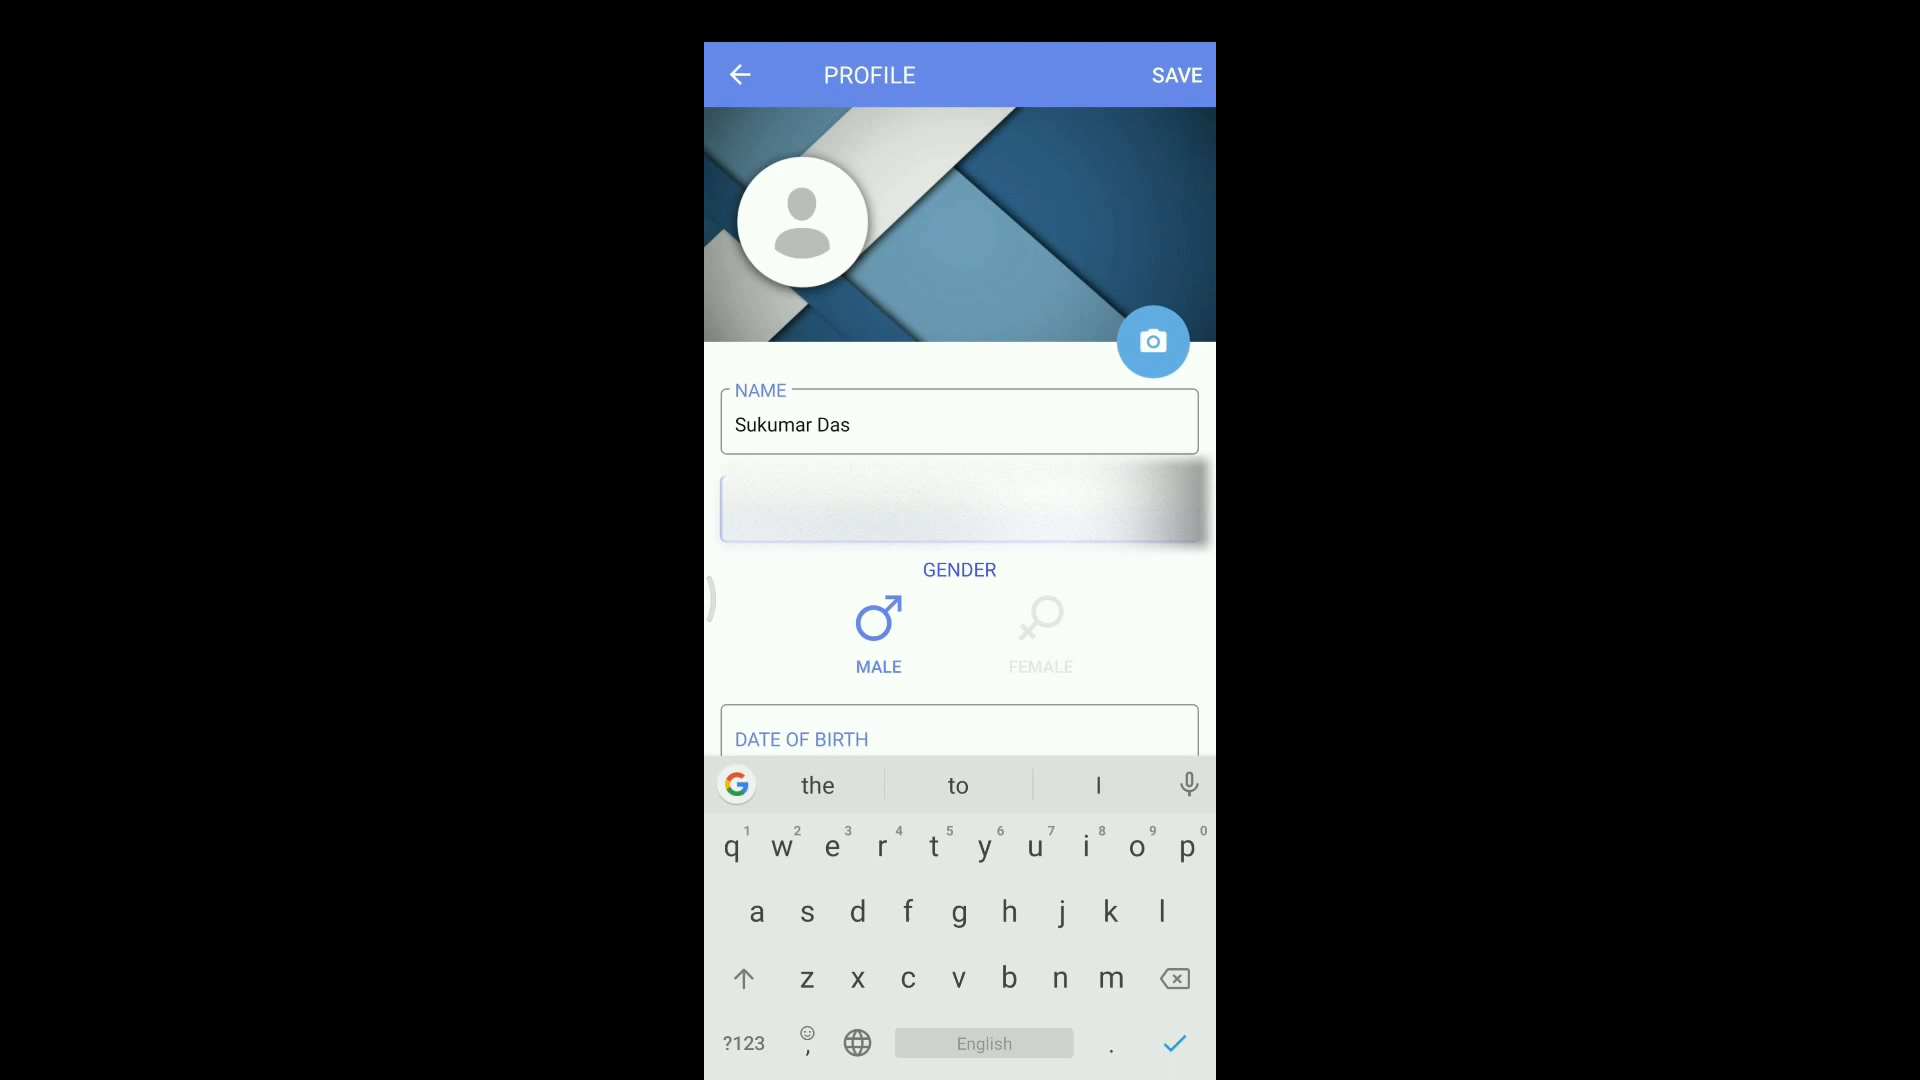 PROFILE SAVE
NAME
Sukumar Das
GENDER
MALE FEMALE
DATE OF BIRTH
the to I
1 2 3 4 5 6 7 8 9 0
q w e r t y u i o p
a s d f g h j k l
z x c v b n m
?123 , English .